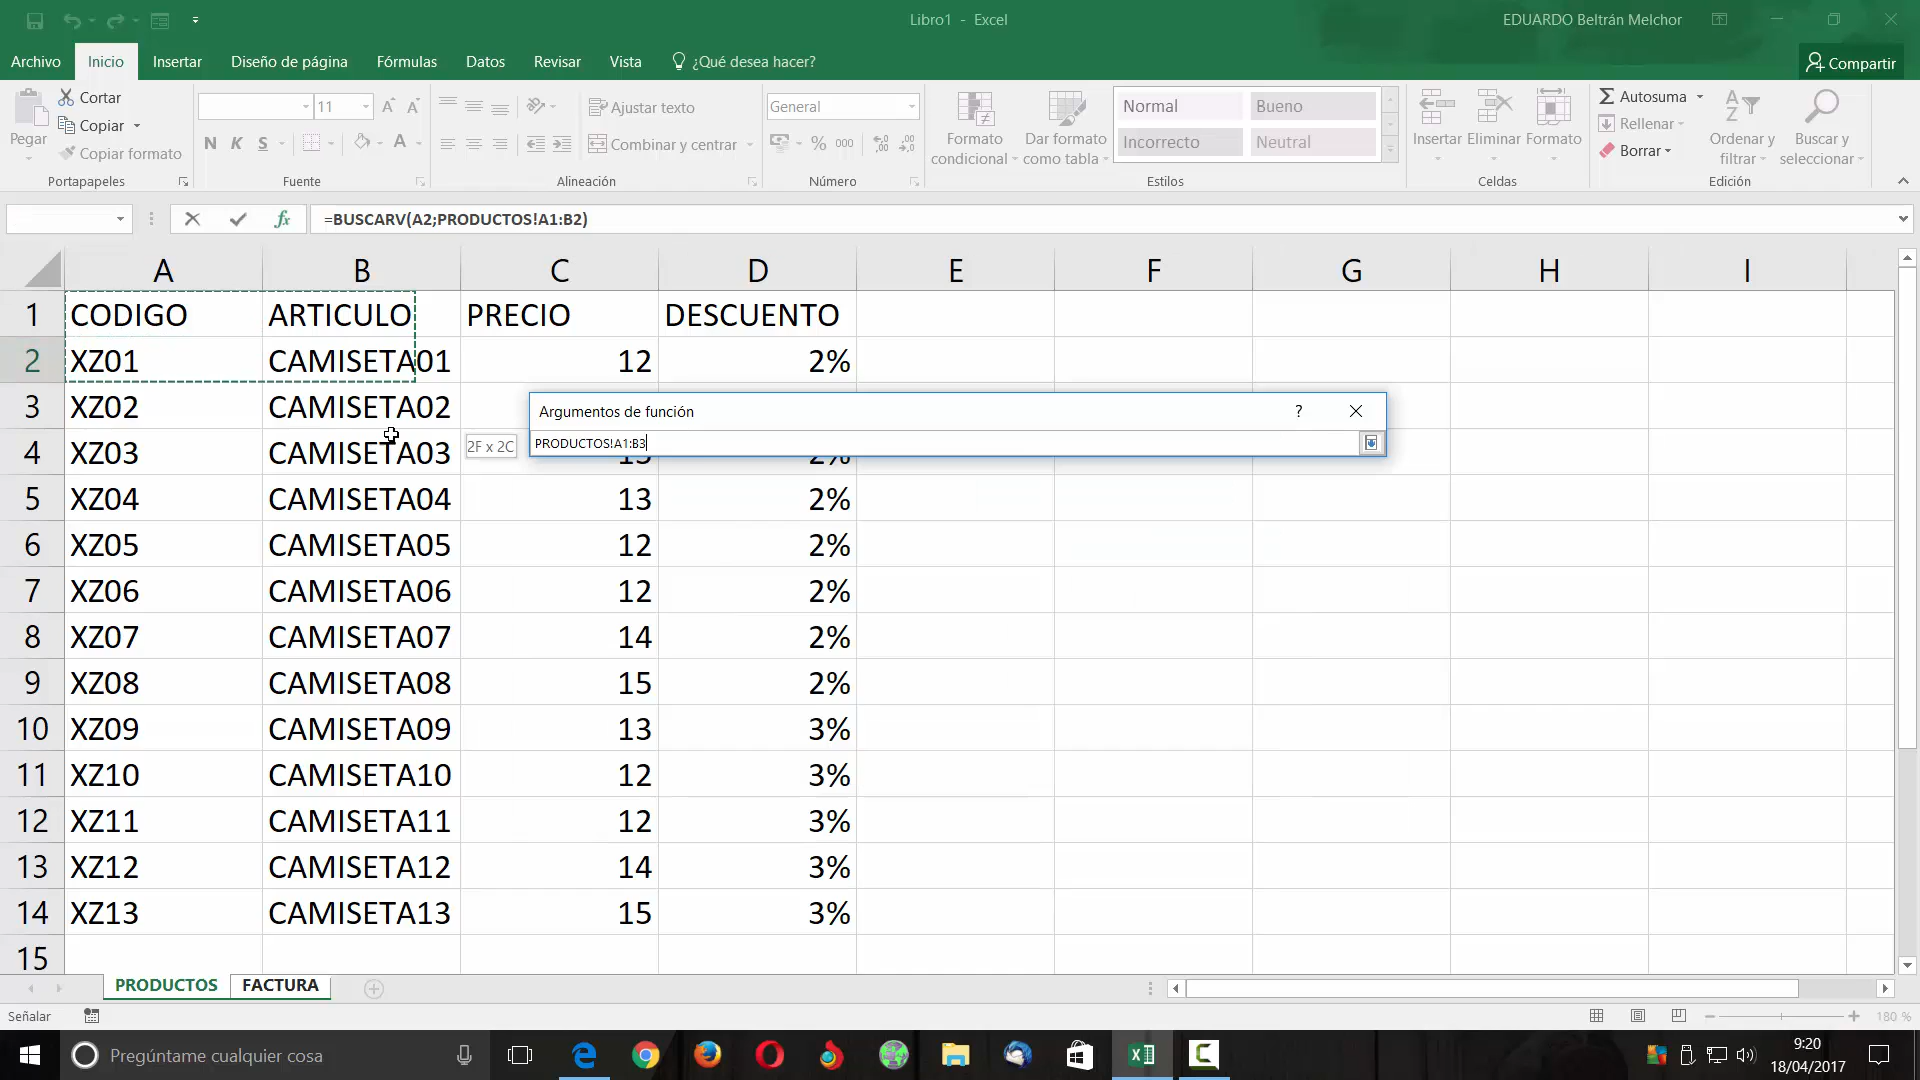 Libro1 - Excel
EDUARDO Beltrán Melchor
Archivo Inicio Insertar Diseño de página Fórmulas Datos Revisar Vista ¿Qué desea hacer? Compartir
Pegar
Cortar
Copiar
Copiar formato
Portapapeles
11
N K S
A
Fuente
Ajustar texto
Combinar y centrar
Alineación
General
% 000
Número
Formato condicional
Dar formato como tabla
Normal Bueno
Incorrecto Neutral
Estilos
Insertar Eliminar Formato
Celdas
Autosuma
Rellenar
Borrar
Ordenar y filtrar
Buscar y seleccionar
Edición
fx =BUSCARV(A2;PRODUCTOS!A1:B2)
A B C D E F G H I
1 CODIGO ARTICULO PRECIO DESCUENTO
2 XZ01 CAMISETA01 12 2%
3 XZ02 CAMISETA02
Argumentos de función ?
PRODUCTOS!A1:B3
2F x 2C
4 XZ03 CAMISETA03 13 2%
5 XZ04 CAMISETA04 13 2%
6 XZ05 CAMISETA05 12 2%
7 XZ06 CAMISETA06 12 2%
8 XZ07 CAMISETA07 14 2%
9 XZ08 CAMISETA08 15 2%
10 XZ09 CAMISETA09 13 3%
11 XZ10 CAMISETA10 12 3%
12 XZ11 CAMISETA11 12 3%
13 XZ12 CAMISETA12 14 3%
14 XZ13 CAMISETA13 15 3%
15
PRODUCTOS FACTURA
Señalar
180 %
Pregúntame cualquier cosa
9:20
18/04/2017